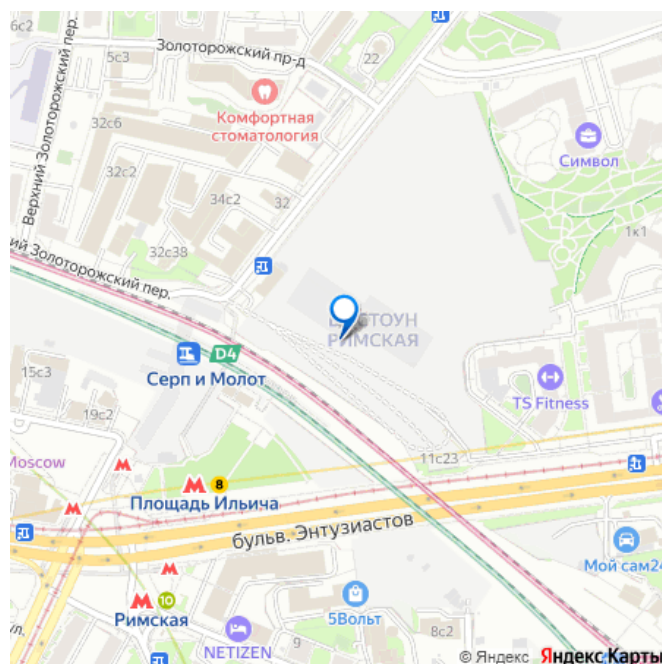 6с2
5с3
Золоторожский пр-д
22
32с6
Комфортная
стоматология
Верхний Золоторожский пер.
32с2
34с2
32
Символ
1к1
32с38
ий Золоторожский пер.
РИМСКАЯ
D4
Серп и Молот
15с3
19с2
TS Fitness
11с23
Moscow
8
Площадь Ильича
бульв. Энтузиастов
Мой сам24
10
Римская
ул.
NETIZEN
9
5Вольт
8с2
© Яндекс Яндекс Карты